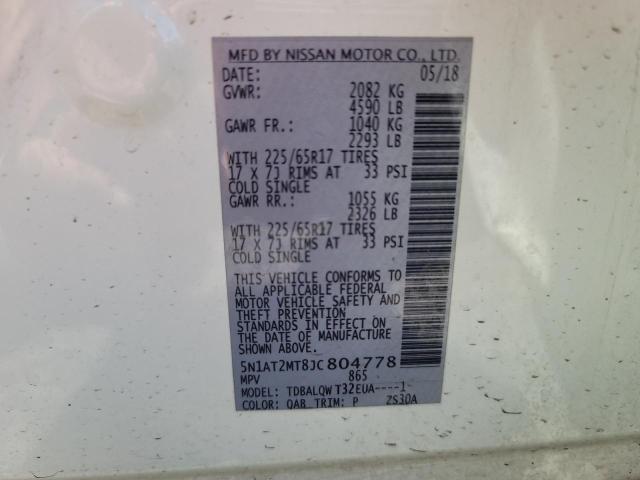 MFD BY NISSAN MOTOR CO., LTD.
DATE: 05/18
GVWR: 2082 KG
4590 LB
GAWR FR.: 1040 KG
2293 LB
WITH 225/65R17 TIRES
17 X 7J RIMS AT 33 PSI
COLD SINGLE
GAWR RR.: 1055 KG
2326 LB
WITH 225/65R17 TIRES
17 X 7J RIMS AT 33 PSI
COLD SINGLE
THIS VEHICLE CONFORMS TO
ALL APPLICABLE FEDERAL
MOTOR VEHICLE SAFETY AND
THEFT PREVENTION
STANDARDS IN EFFECT ON
THE DATE OF MANUFACTURE
SHOWN ABOVE.
5N1AT2MT8JC804778
MPV 865
MODEL: TDBALQWT32EUA----1-
COLOR: QAB TRIM: P ZS30A